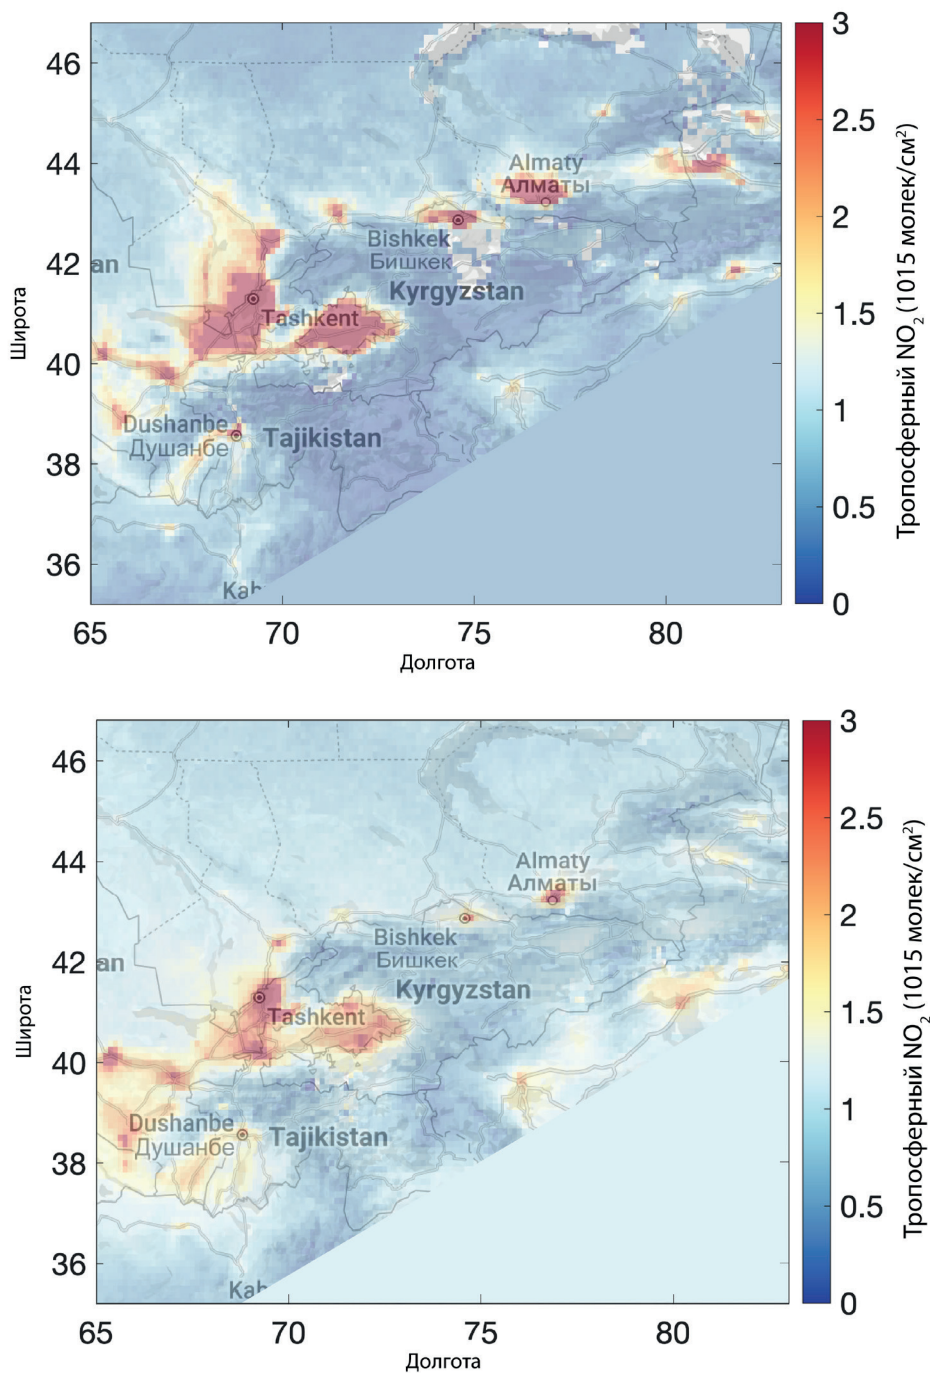 46
44
42
40
38
36
65
70
75
80
Широта
Долгота
Almaty
Алматы
Bishkek
Бишкек
Kyrgyzstan
an
Tashkent
Dushanbe
Душанбе
Tajikistan
Kab
3
2.5
2
1.5
1
0.5
0
Тропосферный NO2 (1015 молек/см²)
46
44
42
40
38
36
65
70
75
80
Широта
Долгота
Almaty
Алматы
Bishkek
Бишкек
Kyrgyzstan
an
Tashkent
Dushanbe
Душанбе
Tajikistan
Kab
3
2.5
2
1.5
1
0.5
0
Тропосферный NO2 (1015 молек/см²)